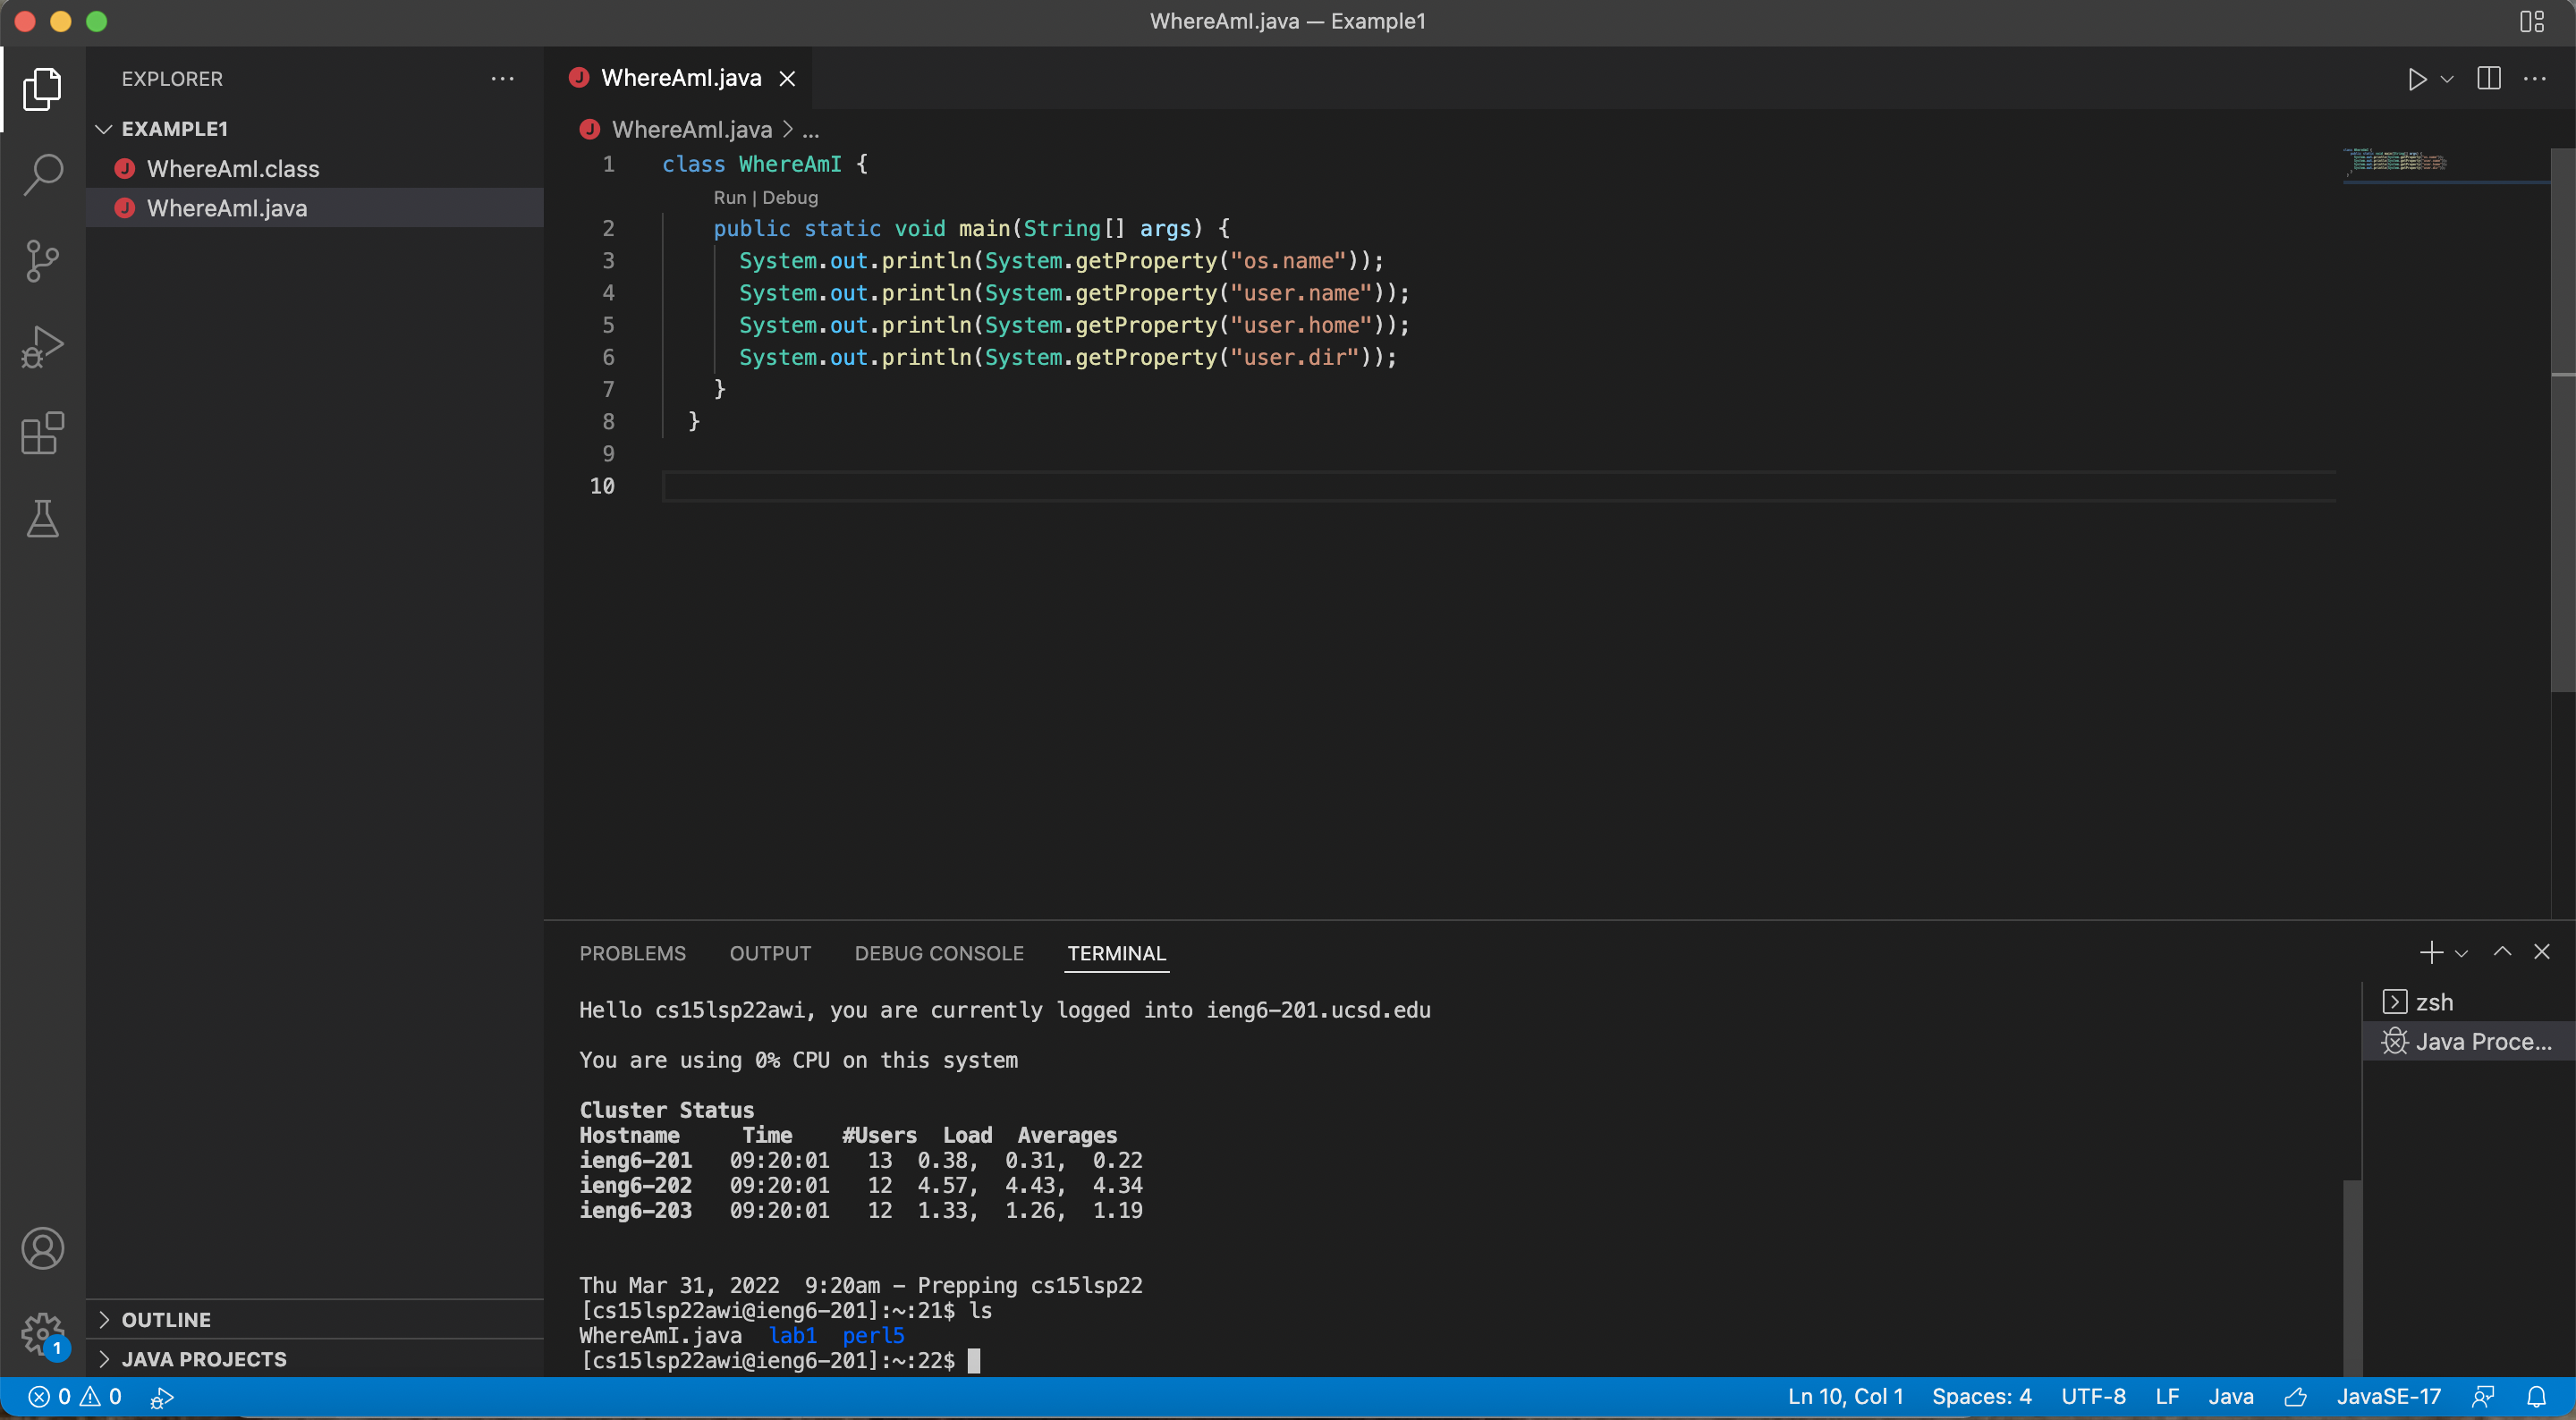 WhereAmI.java — Example1
EXPLORER
EXAMPLE1
WhereAmI.class
WhereAmI.java
OUTLINE
JAVA PROJECTS
1
WhereAmI.java
WhereAmI.java > ...
1 class WhereAmI {
Run | Debug
2 public static void main(String[] args) {
3 System.out.println(System.getProperty("os.name"));
4 System.out.println(System.getProperty("user.name"));
5 System.out.println(System.getProperty("user.home"));
6 System.out.println(System.getProperty("user.dir"));
7 }
8 }
9
10
PROBLEMS OUTPUT DEBUG CONSOLE TERMINAL
Hello cs15lsp22awi, you are currently logged into ieng6-201.ucsd.edu
You are using 0% CPU on this system
Cluster Status
Hostname Time #Users Load Averages
ieng6-201 09:20:01 13 0.38, 0.31, 0.22
ieng6-202 09:20:01 12 4.57, 4.43, 4.34
ieng6-203 09:20:01 12 1.33, 1.26, 1.19
Thu Mar 31, 2022 9:20am - Prepping cs15lsp22
[cs15lsp22awi@ieng6-201]:~:21$ ls
WhereAmI.java lab1 perl5
[cs15lsp22awi@ieng6-201]:~:22$
zsh
Java Proce...
0 0
Ln 10, Col 1 Spaces: 4 UTF-8 LF Java JavaSE-17